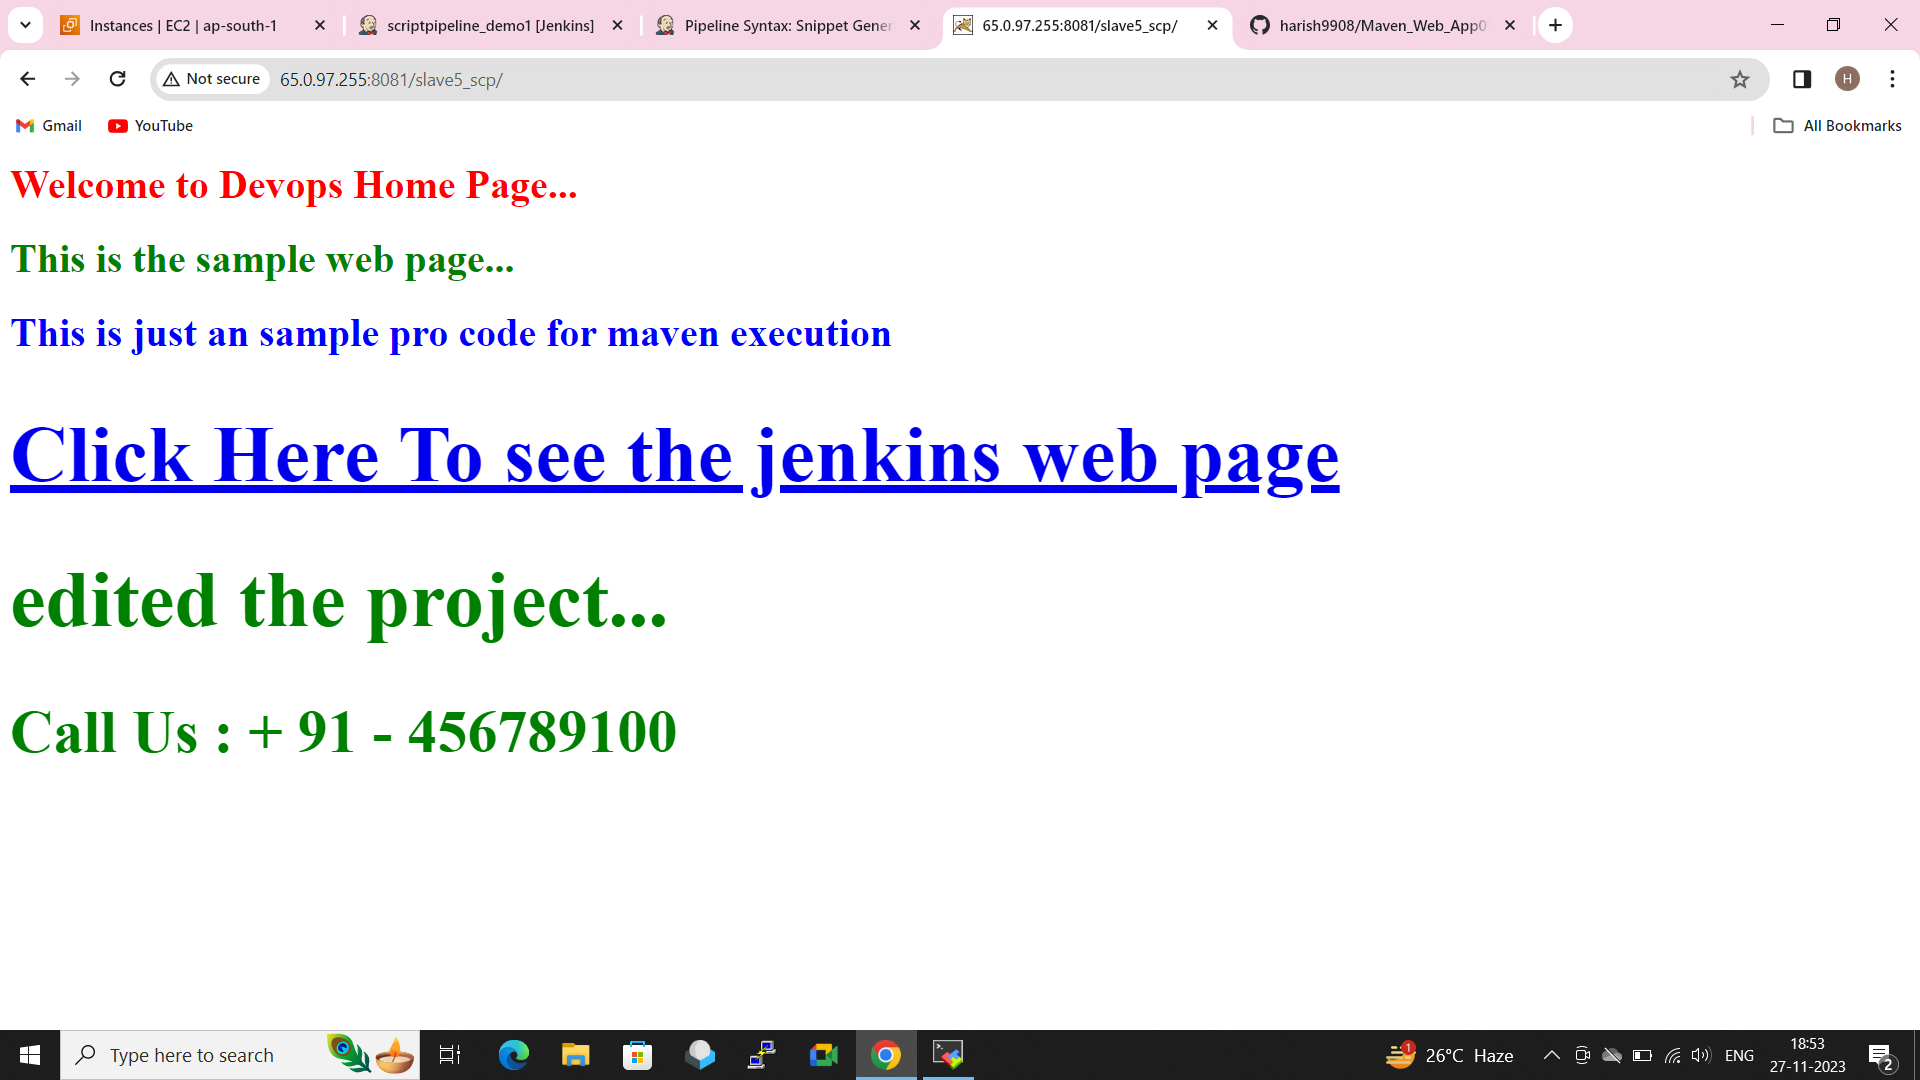 Instances | EC2 | ap-south-1
scriptpipeline_demo1 [Jenkins]
Pipeline Syntax: Snippet Gener
65.0.97.255:8081/slave5_scp/
harish9908/Maven_Web_App0
Not secure
65.0.97.255:8081/slave5_scp/
H
Gmail
YouTube
All Bookmarks
Welcome to Devops Home Page...
This is the sample web page...
This is just an sample pro code for maven execution
Click Here To see the jenkins web page
edited the project...
Call Us : + 91 - 456789100
Type here to search
1
26°C Haze
ENG
18:53
27-11-2023
2